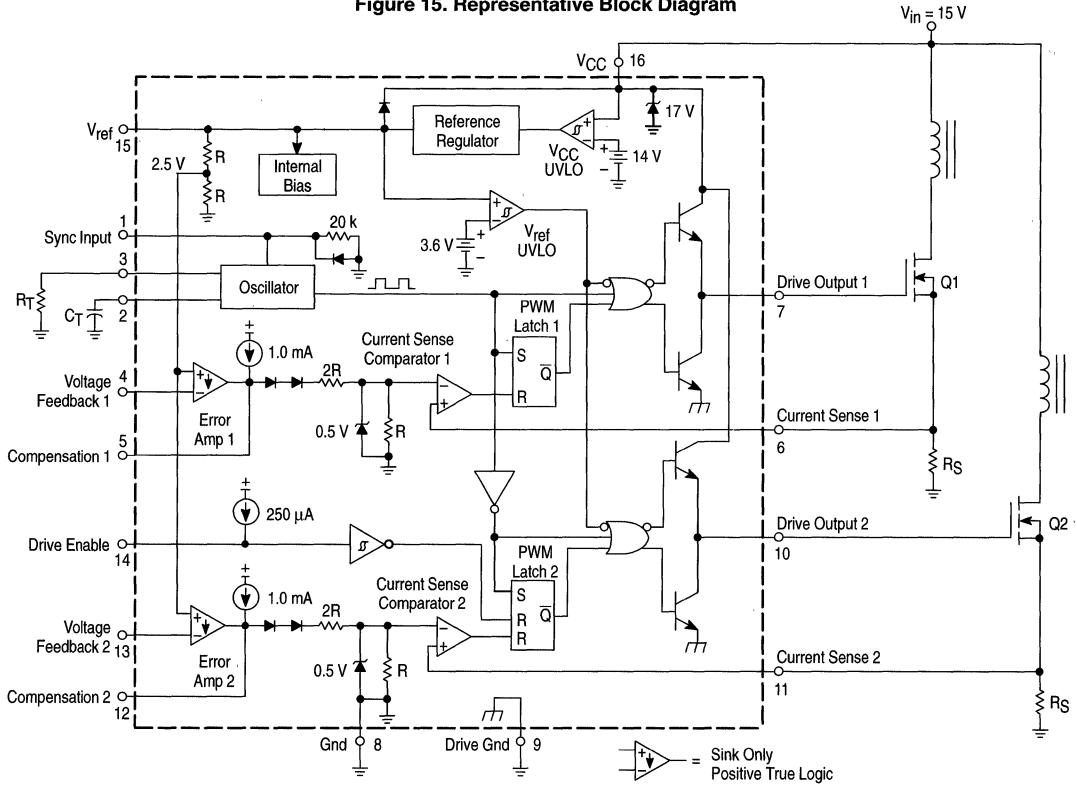 Figure 15. Representative Block Diagram
Vin = 15 V
VCC
16
Vref
15
Reference
Regulator
+
−
17 V
14 V
VCC
UVLO
2.5 V
R
R
Internal
Bias
+
−
3.6 V
Vref
UVLO
1
Sync Input
20 k
3
RT
Oscillator
CT
2
Drive Output 1
7
Q1
PWM
Latch 1
S
Q
R
1.0 mA
Current Sense
Comparator 1
Voltage
Feedback 1
4
Error
Amp 1
2R
0.5 V
R
Current Sense 1
6
RS
5
Compensation 1
250 µA
Drive Enable
14
Drive Output 2
10
Q2
PWM
Latch 2
S
R
R
Q
1.0 mA
Current Sense
Comparator 2
Voltage
Feedback 2
13
Error
Amp 2
2R
0.5 V
R
Current Sense 2
11
RS
Compensation 2
12
Gnd
8
Drive Gnd
9
= Sink Only
Positive True Logic